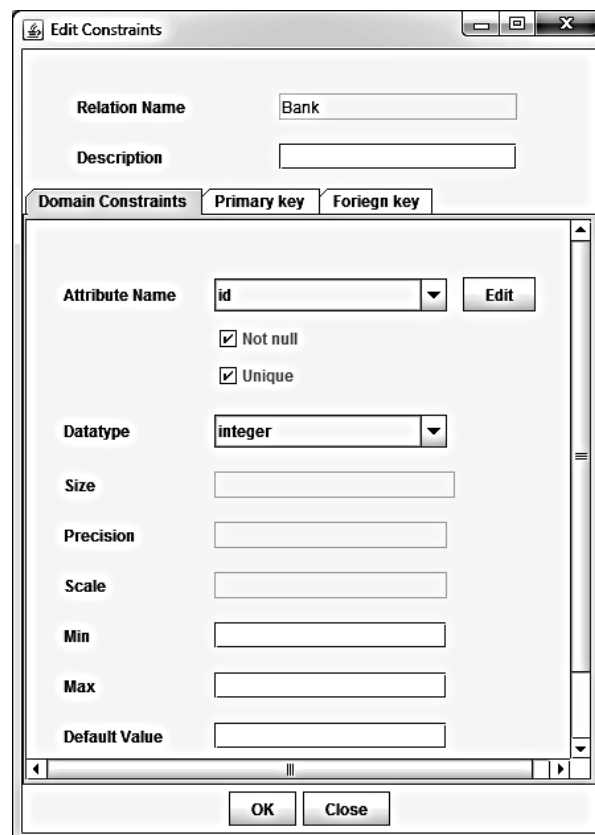 Edit Constraints
Relation Name Bank
Description
Domain Constraints Primary key Foriegn key
Attribute Name id Edit
Not null
Unique
Datatype integer
Size
Precision
Scale
Min
Max
Default Value
OK Close